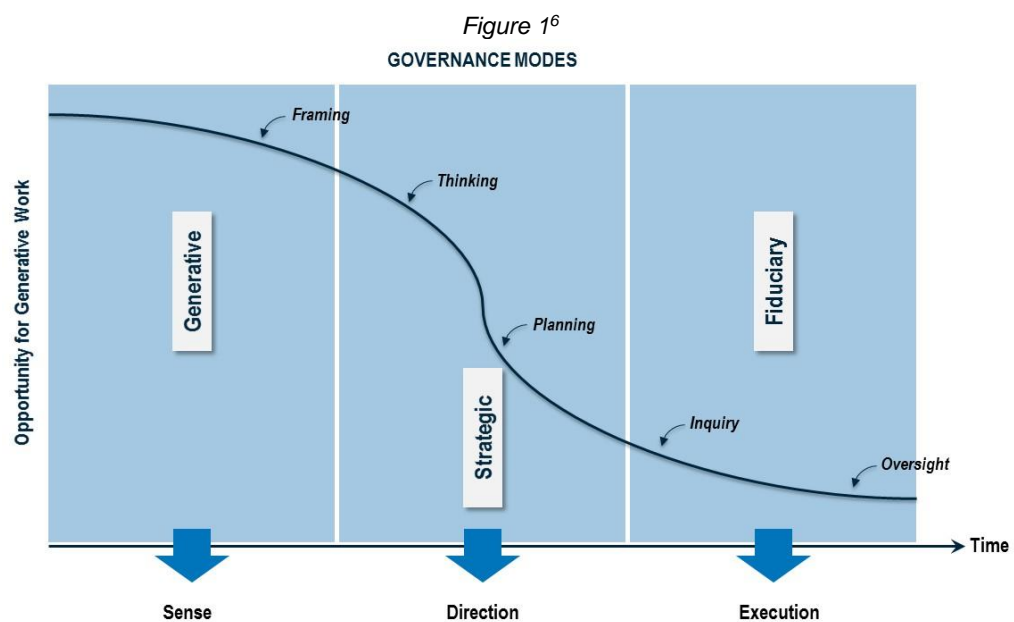 Figure 1⁶
GOVERNANCE MODES
Opportunity for Generative Work
Framing
Thinking
Generative
Fiduciary
Planning
Strategic
Inquiry
Oversight
Time
Sense
Direction
Execution